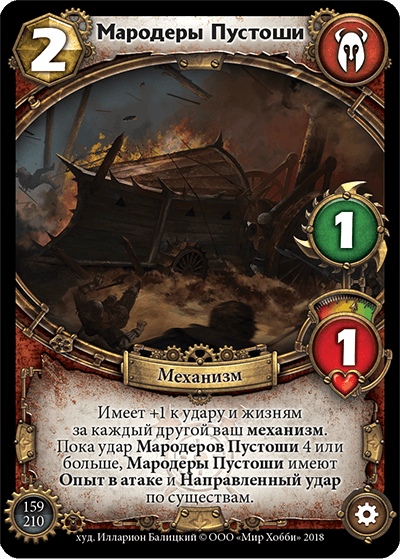 2
Мародеры Пустоши
1
1
Механизм
Имеет +1 к удару и жизням
за каждый другой ваш механизм.
Пока удар Мародеров Пустоши 4 или
больше, Мародеры Пустоши имеют
Опыт в атаке и Направленный удар
по существам.
159
210
худ. Илларион Балицкий © ООО «Мир Хобби» 2018